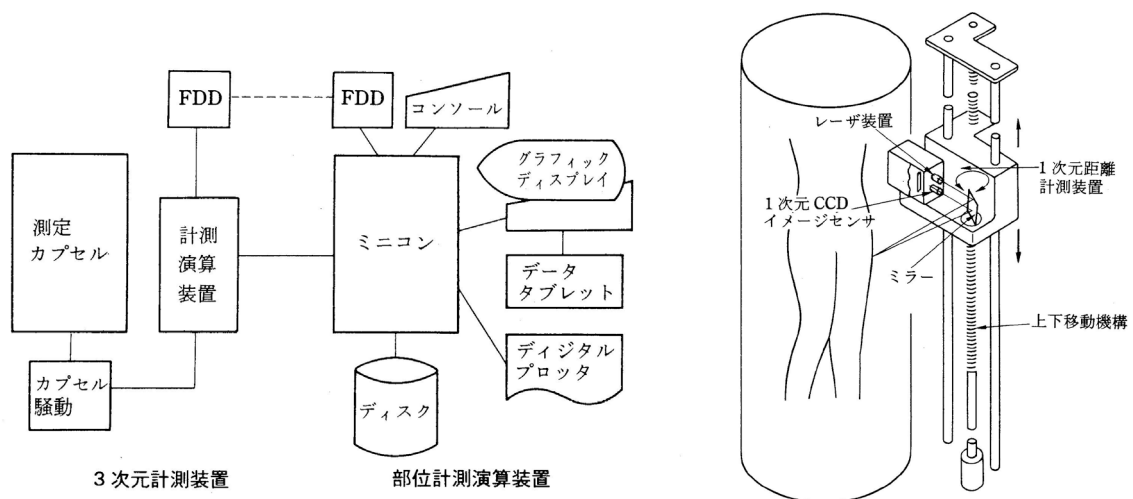 FDD
FDD
コンソール
グラフィック
ディスプレイ
測定
カプセル
計測
演算
装置
ミニコン
データ
タブレット
カプセル
騒動
ディジタル
プロッタ
ディスク
3次元計測装置
部位計測演算装置
レーザ装置
1次元距離
計測装置
1次元CCD
イメージセンサ
ミラー
上下移動機構